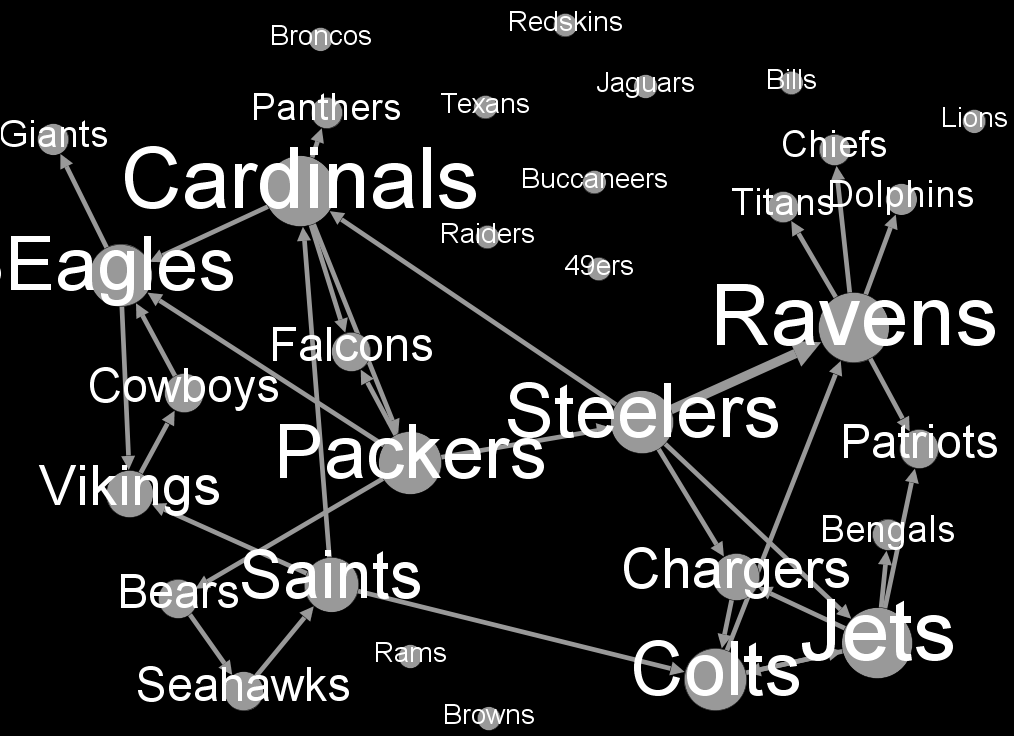 Redskins
Broncos
Jaguars
Bills
Panthers
Texans
Lions
Giants
Chiefs
Cardinals
Buccaneers
Titans
Dolphins
Raiders
Eagles
49ers
Ravens
Falcons
Cowboys
Steelers
Packers
Patriots
Vikings
Bengals
Chargers
Saints
Bears
Jets
Rams
Colts
Seahawks
Browns